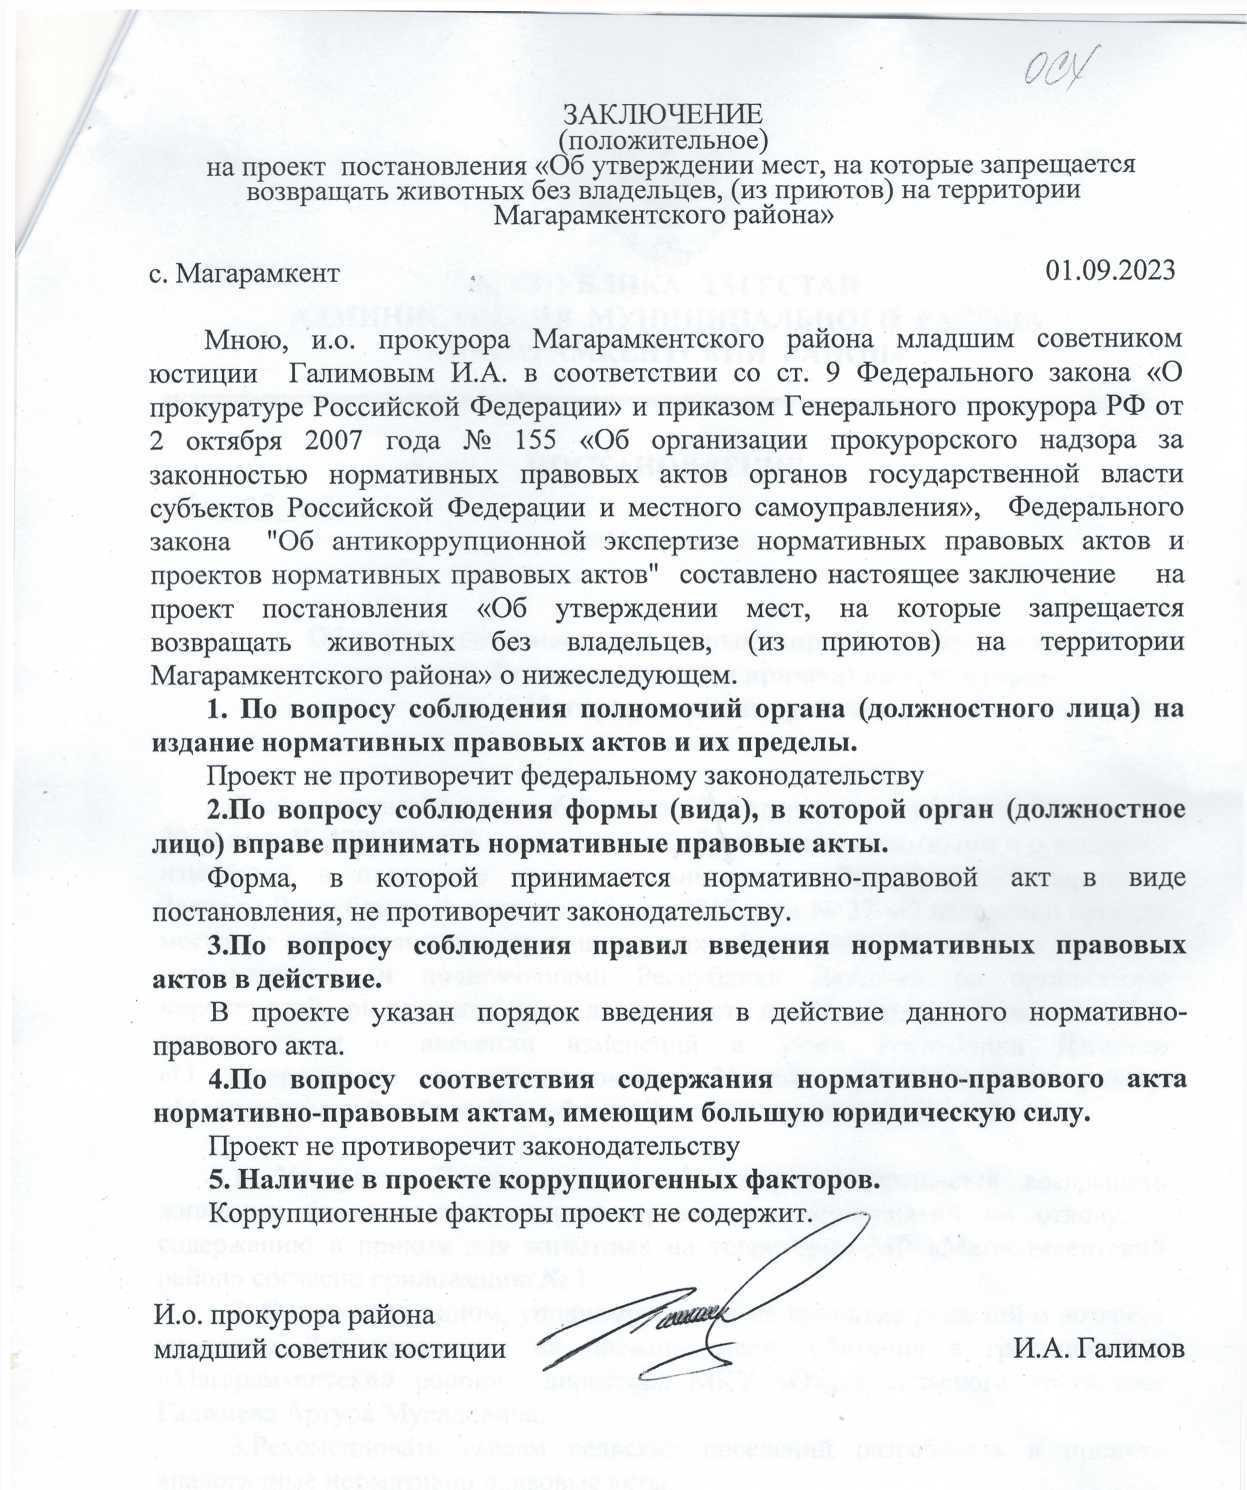 ОСХ
ЗАКЛЮЧЕНИЕ
(положительное)
на проект постановления «Об утверждении мест, на которые запрещается
возвращать животных без владельцев, (из приютов) на территории
Магарамкентского района»
с. Магарамкент 01.09.2023
Мною, и.о. прокурора Магарамкентского района младшим советником
юстиции Галимовым И.А. в соответствии со ст. 9 Федерального закона «О
прокуратуре Российской Федерации» и приказом Генерального прокурора РФ от
2 октября 2007 года № 155 «Об организации прокурорского надзора за
законностью нормативных правовых актов органов государственной власти
субъектов Российской Федерации и местного самоуправления», Федерального
закона "Об антикоррупционной экспертизе нормативных правовых актов и
проектов нормативных правовых актов" составлено настоящее заключение на
проект постановления «Об утверждении мест, на которые запрещается
возвращать животных без владельцев, (из приютов) на территории
Магарамкентского района» о нижеследующем.
1. По вопросу соблюдения полномочий органа (должностного лица) на
издание нормативных правовых актов и их пределы.
Проект не противоречит федеральному законодательству
2.По вопросу соблюдения формы (вида), в которой орган (должностное
лицо) вправе принимать нормативные правовые акты.
Форма, в которой принимается нормативно-правовой акт в виде
постановления, не противоречит законодательству.
3.По вопросу соблюдения правил введения нормативных правовых
актов в действие.
В проекте указан порядок введения в действие данного нормативно-
правового акта.
4.По вопросу соответствия содержания нормативно-правового акта
нормативно-правовым актам, имеющим большую юридическую силу.
Проект не противоречит законодательству
5. Наличие в проекте коррупциогенных факторов.
Коррупциогенные факторы проект не содержит.
И.о. прокурора района
младший советник юстиции И.А. Галимов